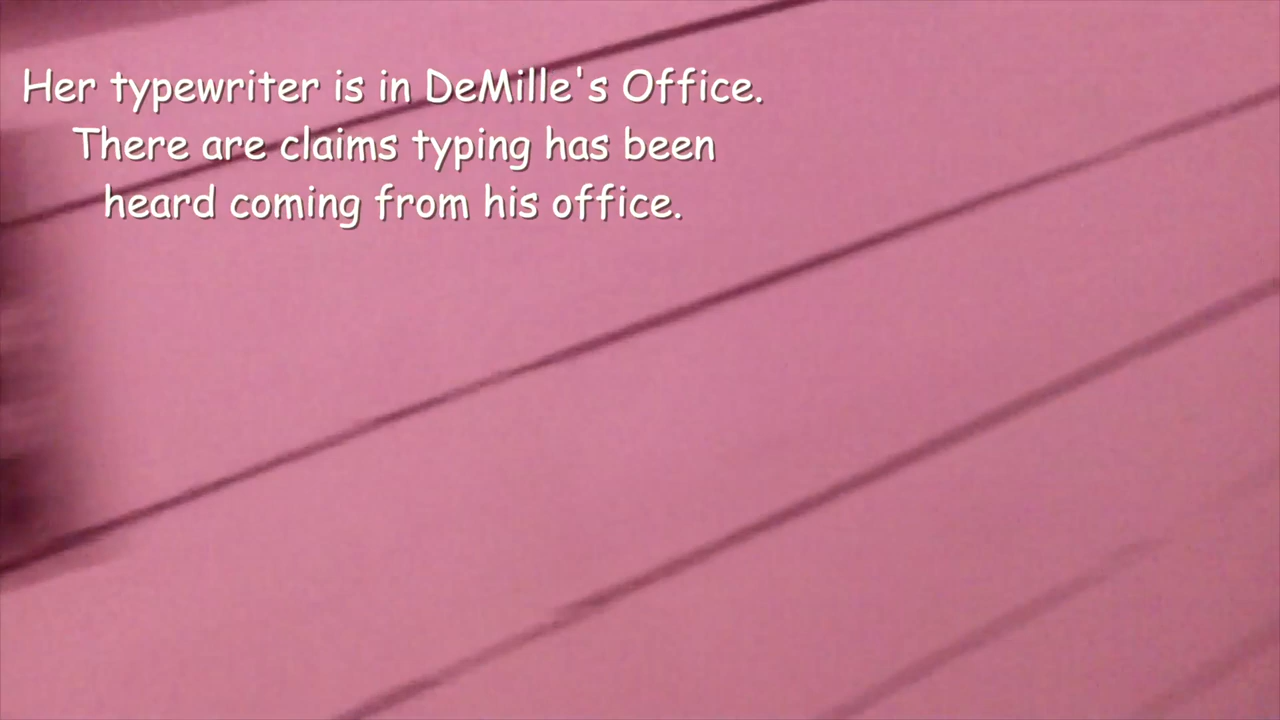 Her typewriter is in DeMille's Office.
There are claims typing has been
heard coming from his office.